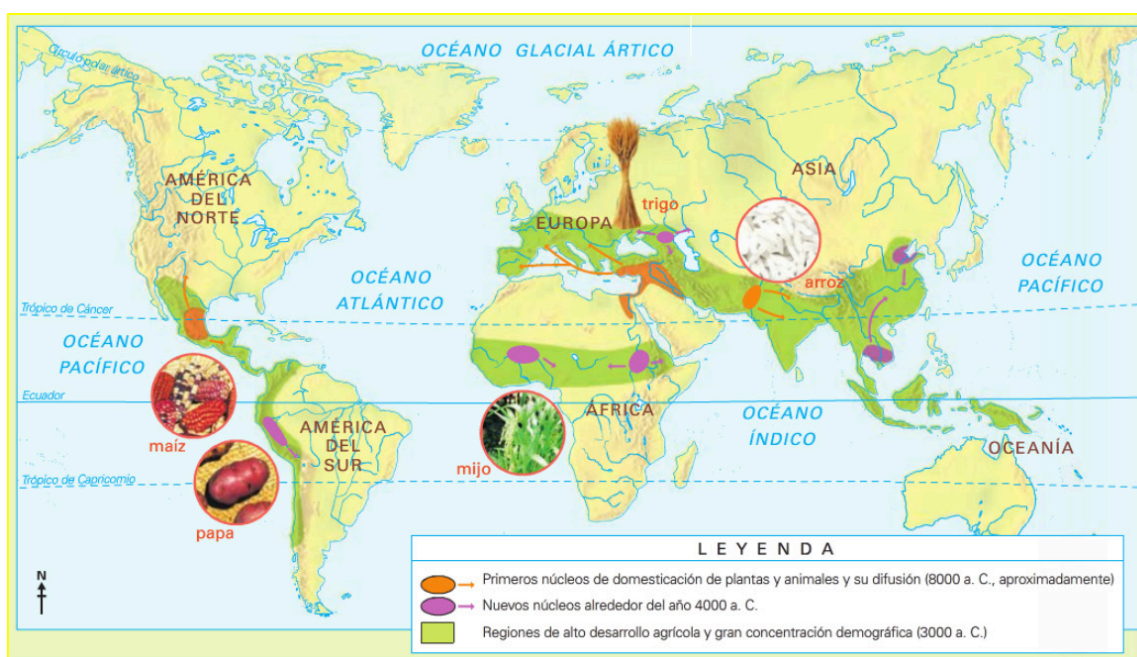 OCÉANO GLACIAL ÁRTICO
Círculo polar ártico
AMÉRICA
DEL
NORTE
EUROPA
trigo
ASIA
arroz
OCÉANO
ATLÁNTICO
OCÉANO
PACÍFICO
Trópico de Cáncer
OCÉANO
PACÍFICO
maíz
Ecuador
AMÉRICA
DEL
SUR
papa
mijo
ÁFRICA
OCÉANO
ÍNDICO
OCEANÍA
Trópico de Capricornio
N
LEYENDA
Primeros núcleos de domesticación de plantas y animales y su difusión (8000 a. C., aproximadamente)
Nuevos núcleos alrededor del año 4000 a. C.
Regiones de alto desarrollo agrícola y gran concentración demográfica (3000 a. C.)